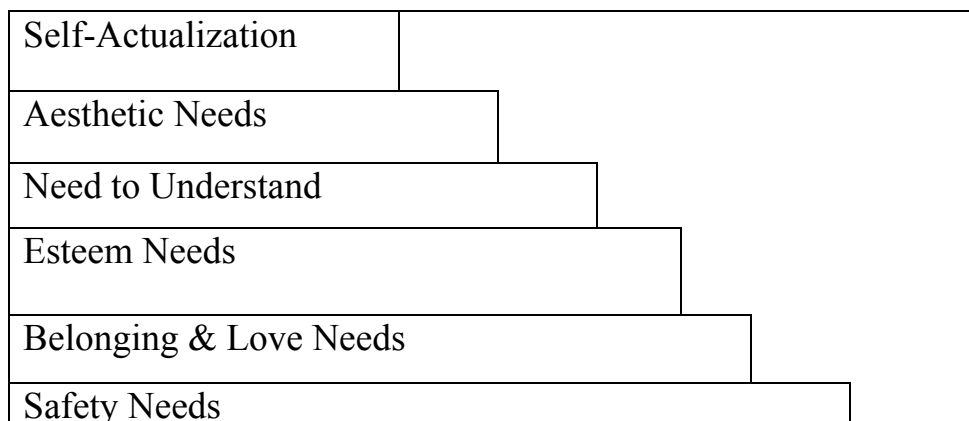 Self-Actualization
Aesthetic Needs
Need to Understand
Esteem Needs
Belonging & Love Needs
Safety Needs